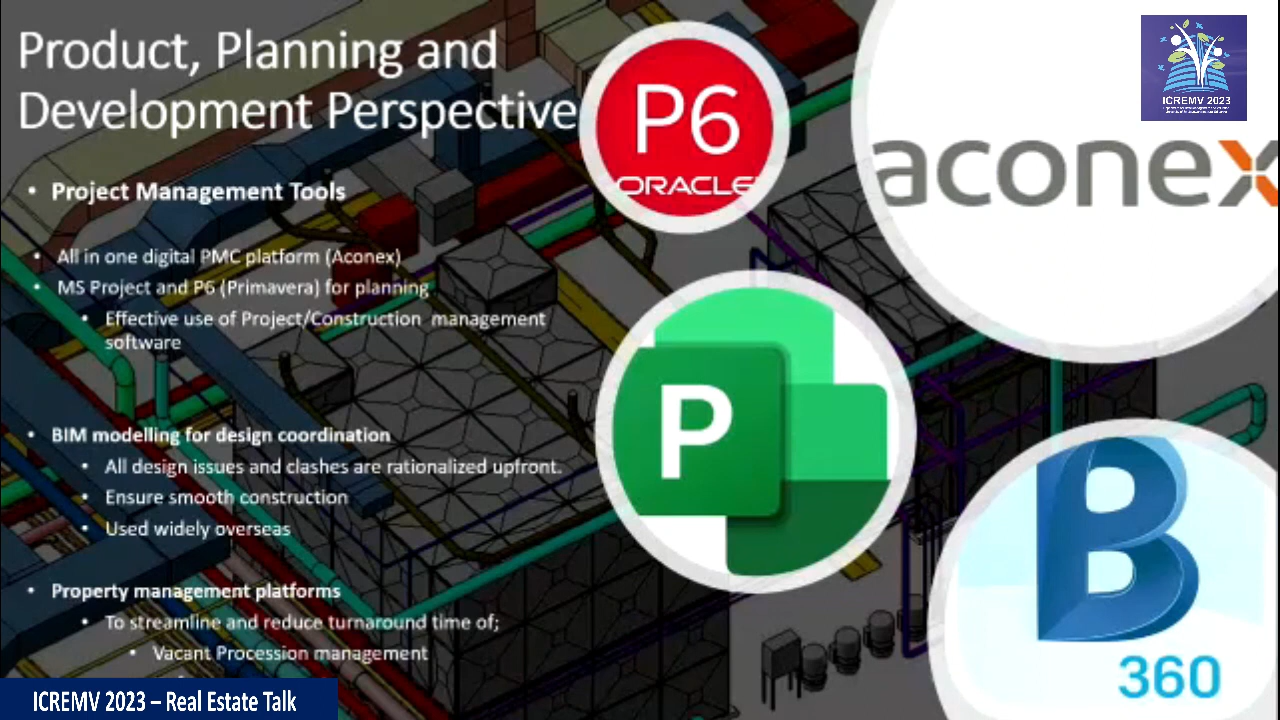 Product, Planning and
Development Perspective
• Project Management Tools
• All in one digital PMC platform (Aconex)
• MS Project and P6 (Primavera) for planning
• Effective use of Project/Construction management
software
• BIM modelling for design coordination
• All design issues and clashes are rationalized upfront.
• Ensure smooth construction
• Used widely overseas
• Property management platforms
• To streamline and reduce turnaround time of;
• Vacant Procession management
P6
ORACLE
aconex
P
B
360
ICREMV 2023
ICREMV 2023 – Real Estate Talk